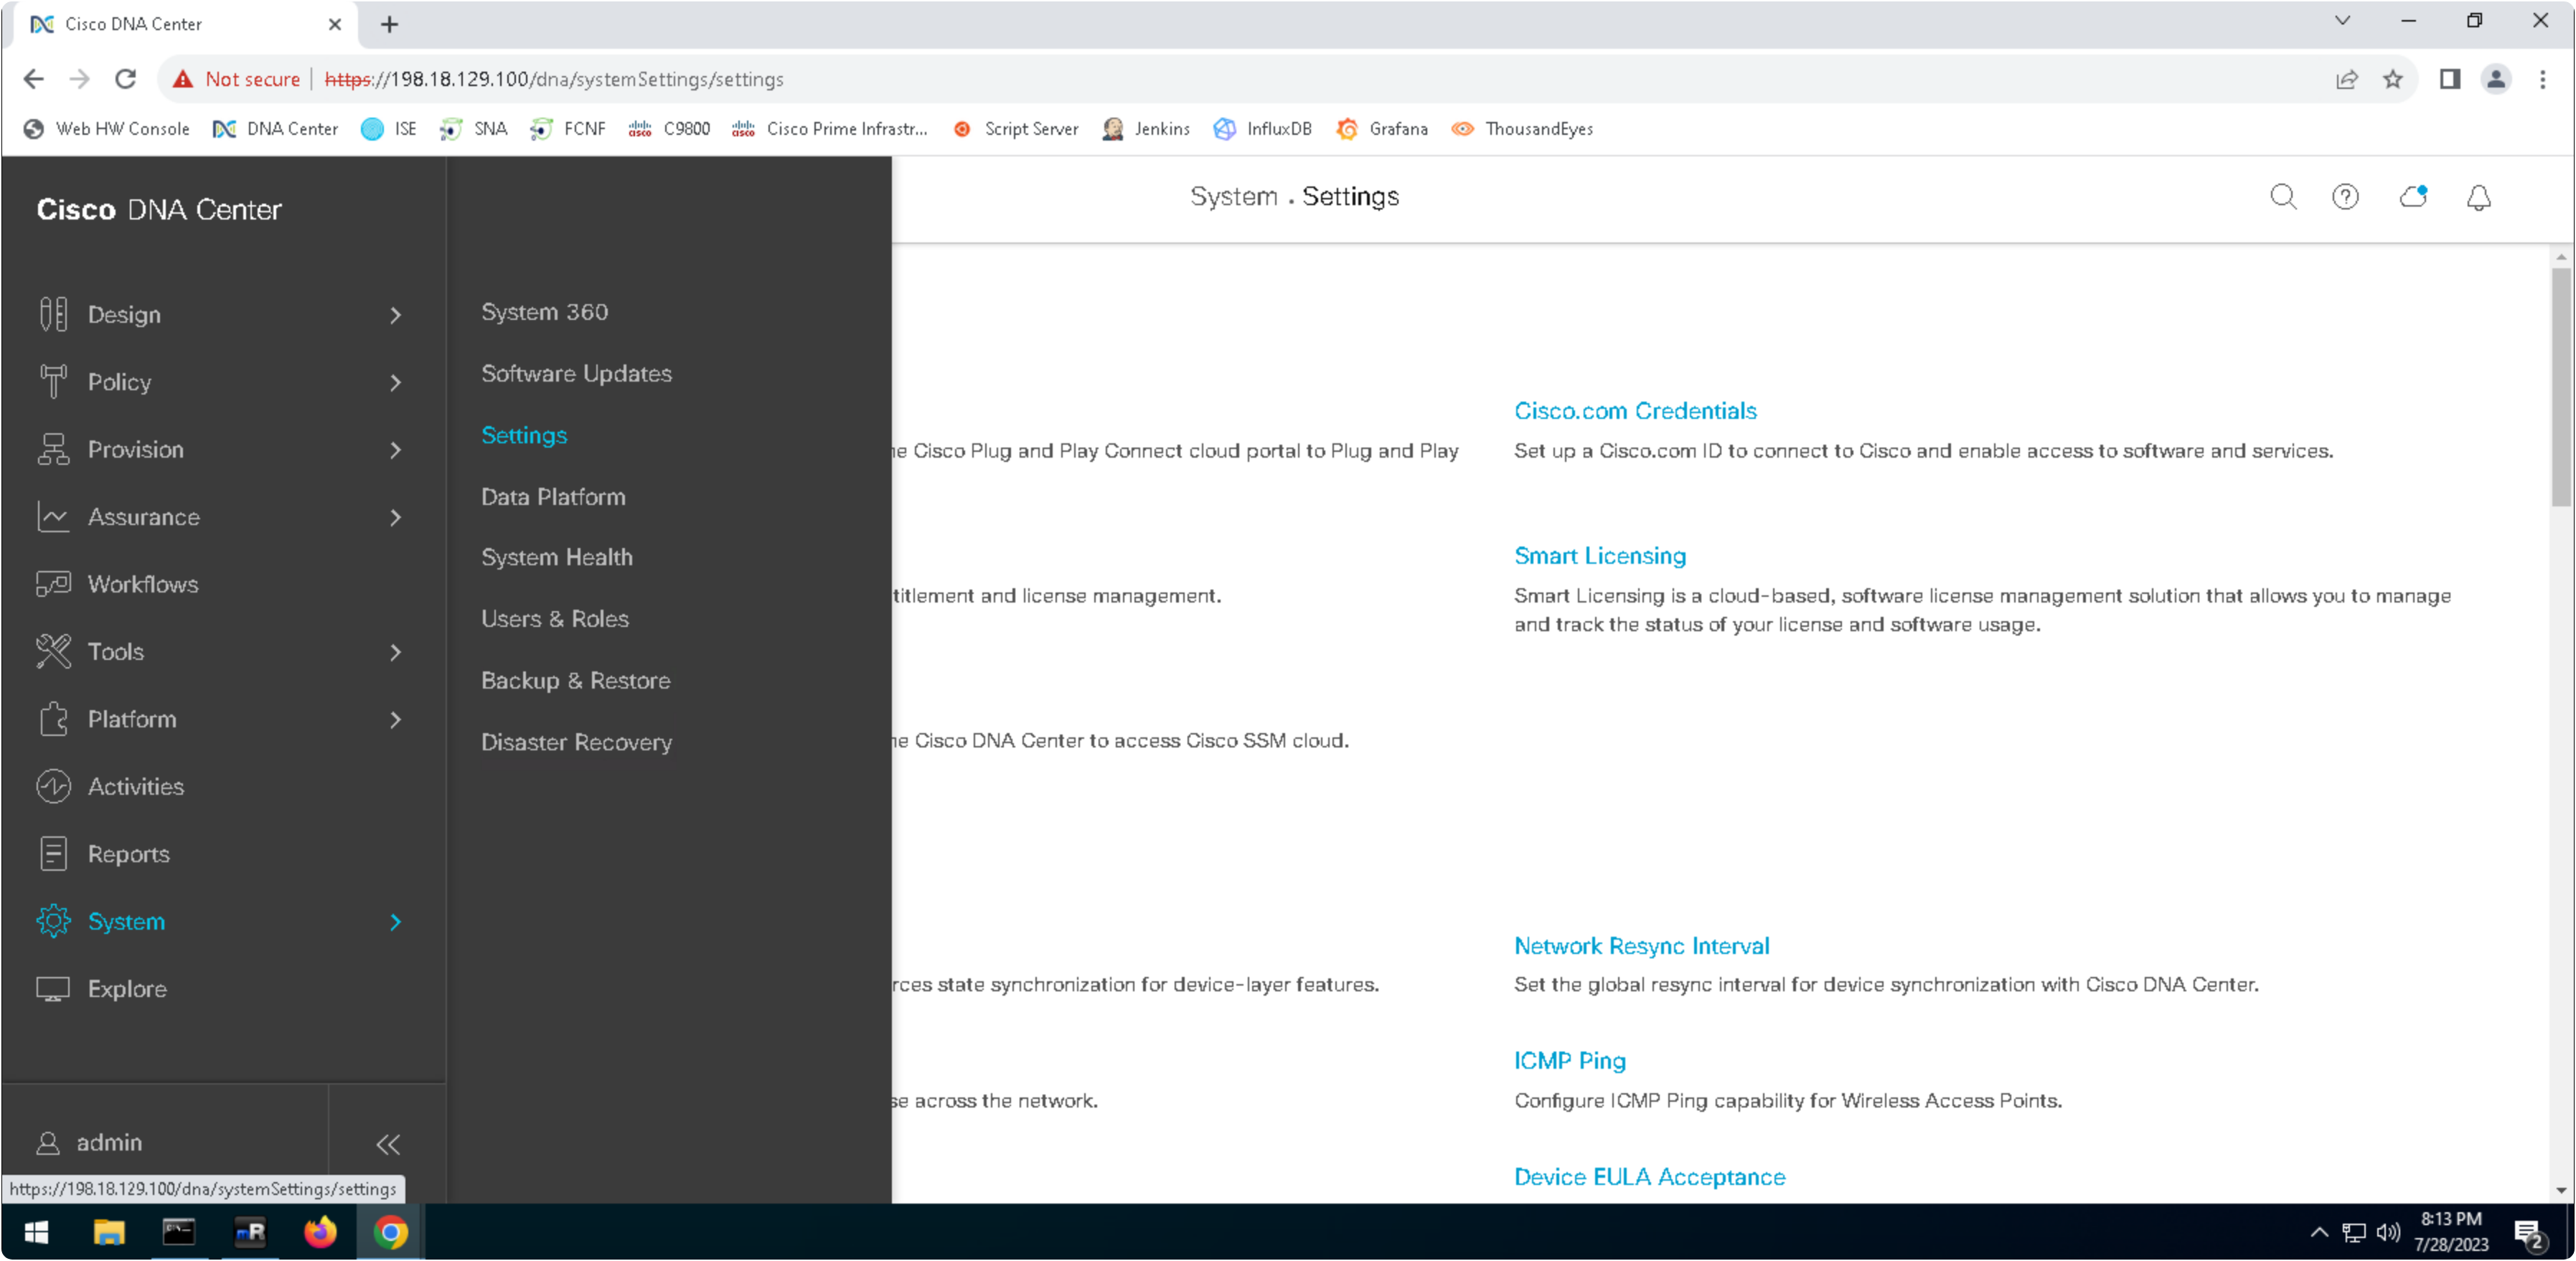 Cisco DNA Center
Not secure | https://198.18.129.100/dna/systemSettings/settings
Web HW Console DNA Center ISE SNA FCNF cisco C9800 cisco Cisco Prime Infrastr... Script Server Jenkins InfluxDB Grafana ThousandEyes
Cisco DNA Center
Design
Policy
Provision
Assurance
Workflows
Tools
Platform
Activities
Reports
System
Explore
admin
https://198.18.129.100/dna/systemSettings/settings
System 360
Software Updates
Settings
Data Platform
System Health
Users & Roles
Backup & Restore
Disaster Recovery
System . Settings
Cisco Plug and Play Connect cloud portal to Plug and Play
Cisco.com Credentials
Set up a Cisco.com ID to connect to Cisco and enable access to software and services.
titlement and license management.
Smart Licensing
Smart Licensing is a cloud-based, software license management solution that allows you to manage
and track the status of your license and software usage.
Cisco DNA Center to access Cisco SSM cloud.
rces state synchronization for device-layer features.
Network Resync Interval
Set the global resync interval for device synchronization with Cisco DNA Center.
se across the network.
ICMP Ping
Configure ICMP Ping capability for Wireless Access Points.
Device EULA Acceptance
mR
8:13 PM
7/28/2023
2